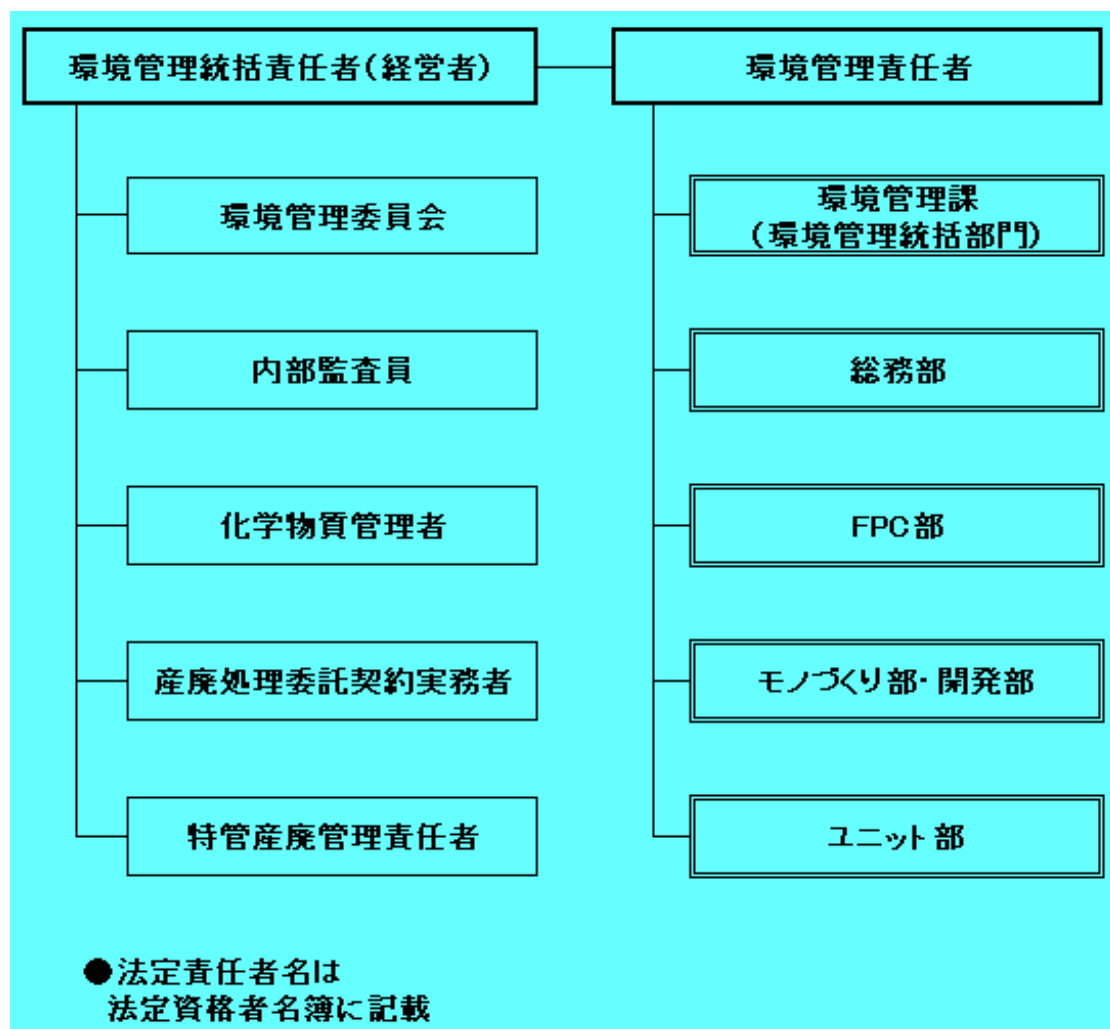 環境管理統括責任者(経営者)
環境管理責任者
環境管理委員会
環境管理課
(環境管理統括部門)
内部監査員
総務部
化学物質管理者
FPC部
産廃処理委託契約実務者
モノづくり部・開発部
特管産廃管理責任者
ユニット部
●法定責任者名は
法定資格者名簿に記載